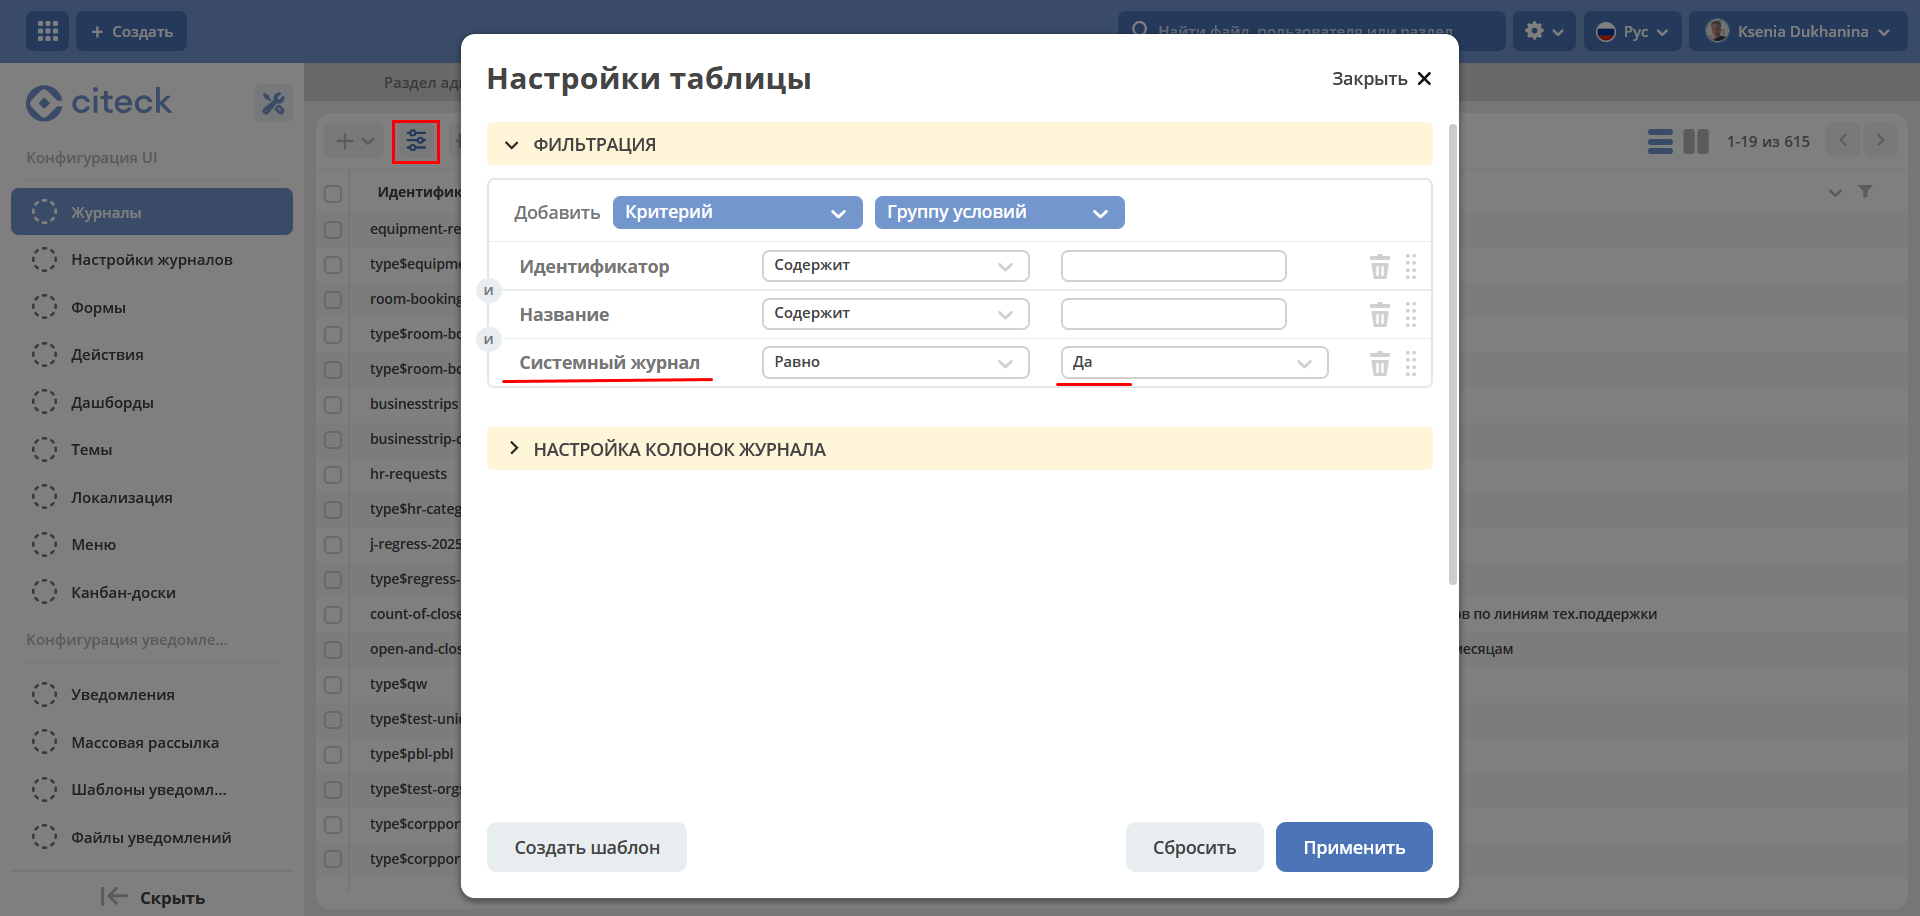 Создать
Найти файл, пользователя или раздел
Рус
Ksenia Dukhanina
citeck
Конфигурация UI
Журналы
Настройки журналов
Формы
Действия
Дашборды
Темы
Локализация
Меню
Канбан-доски
Конфигурация уведомле...
Уведомления
Массовая рассылка
Шаблоны уведомл...
Файлы уведомлений
Скрыть
Раздел ад
1-19 из 615
Идентифик
equipment-re
type$equipme
room-booking
type$room-bo
type$room-bo
businesstrips
businesstrip-c
hr-requests
type$hr-categ
j-regress-2025
type$regress-
count-of-close
open-and-clos
type$qw
type$test-unic
type$pbl-pbl
type$test-orgs
type$corppor
type$corppor
ов по линиям тех.поддержки
месяцам
Настройки таблицы
Закрыть
ФИЛЬТРАЦИЯ
Добавить Критерий Группу условий
Идентификатор Содержит
и
Название Содержит
и
Системный журнал Равно Да
НАСТРОЙКА КОЛОНОК ЖУРНАЛА
Создать шаблон Сбросить Применить